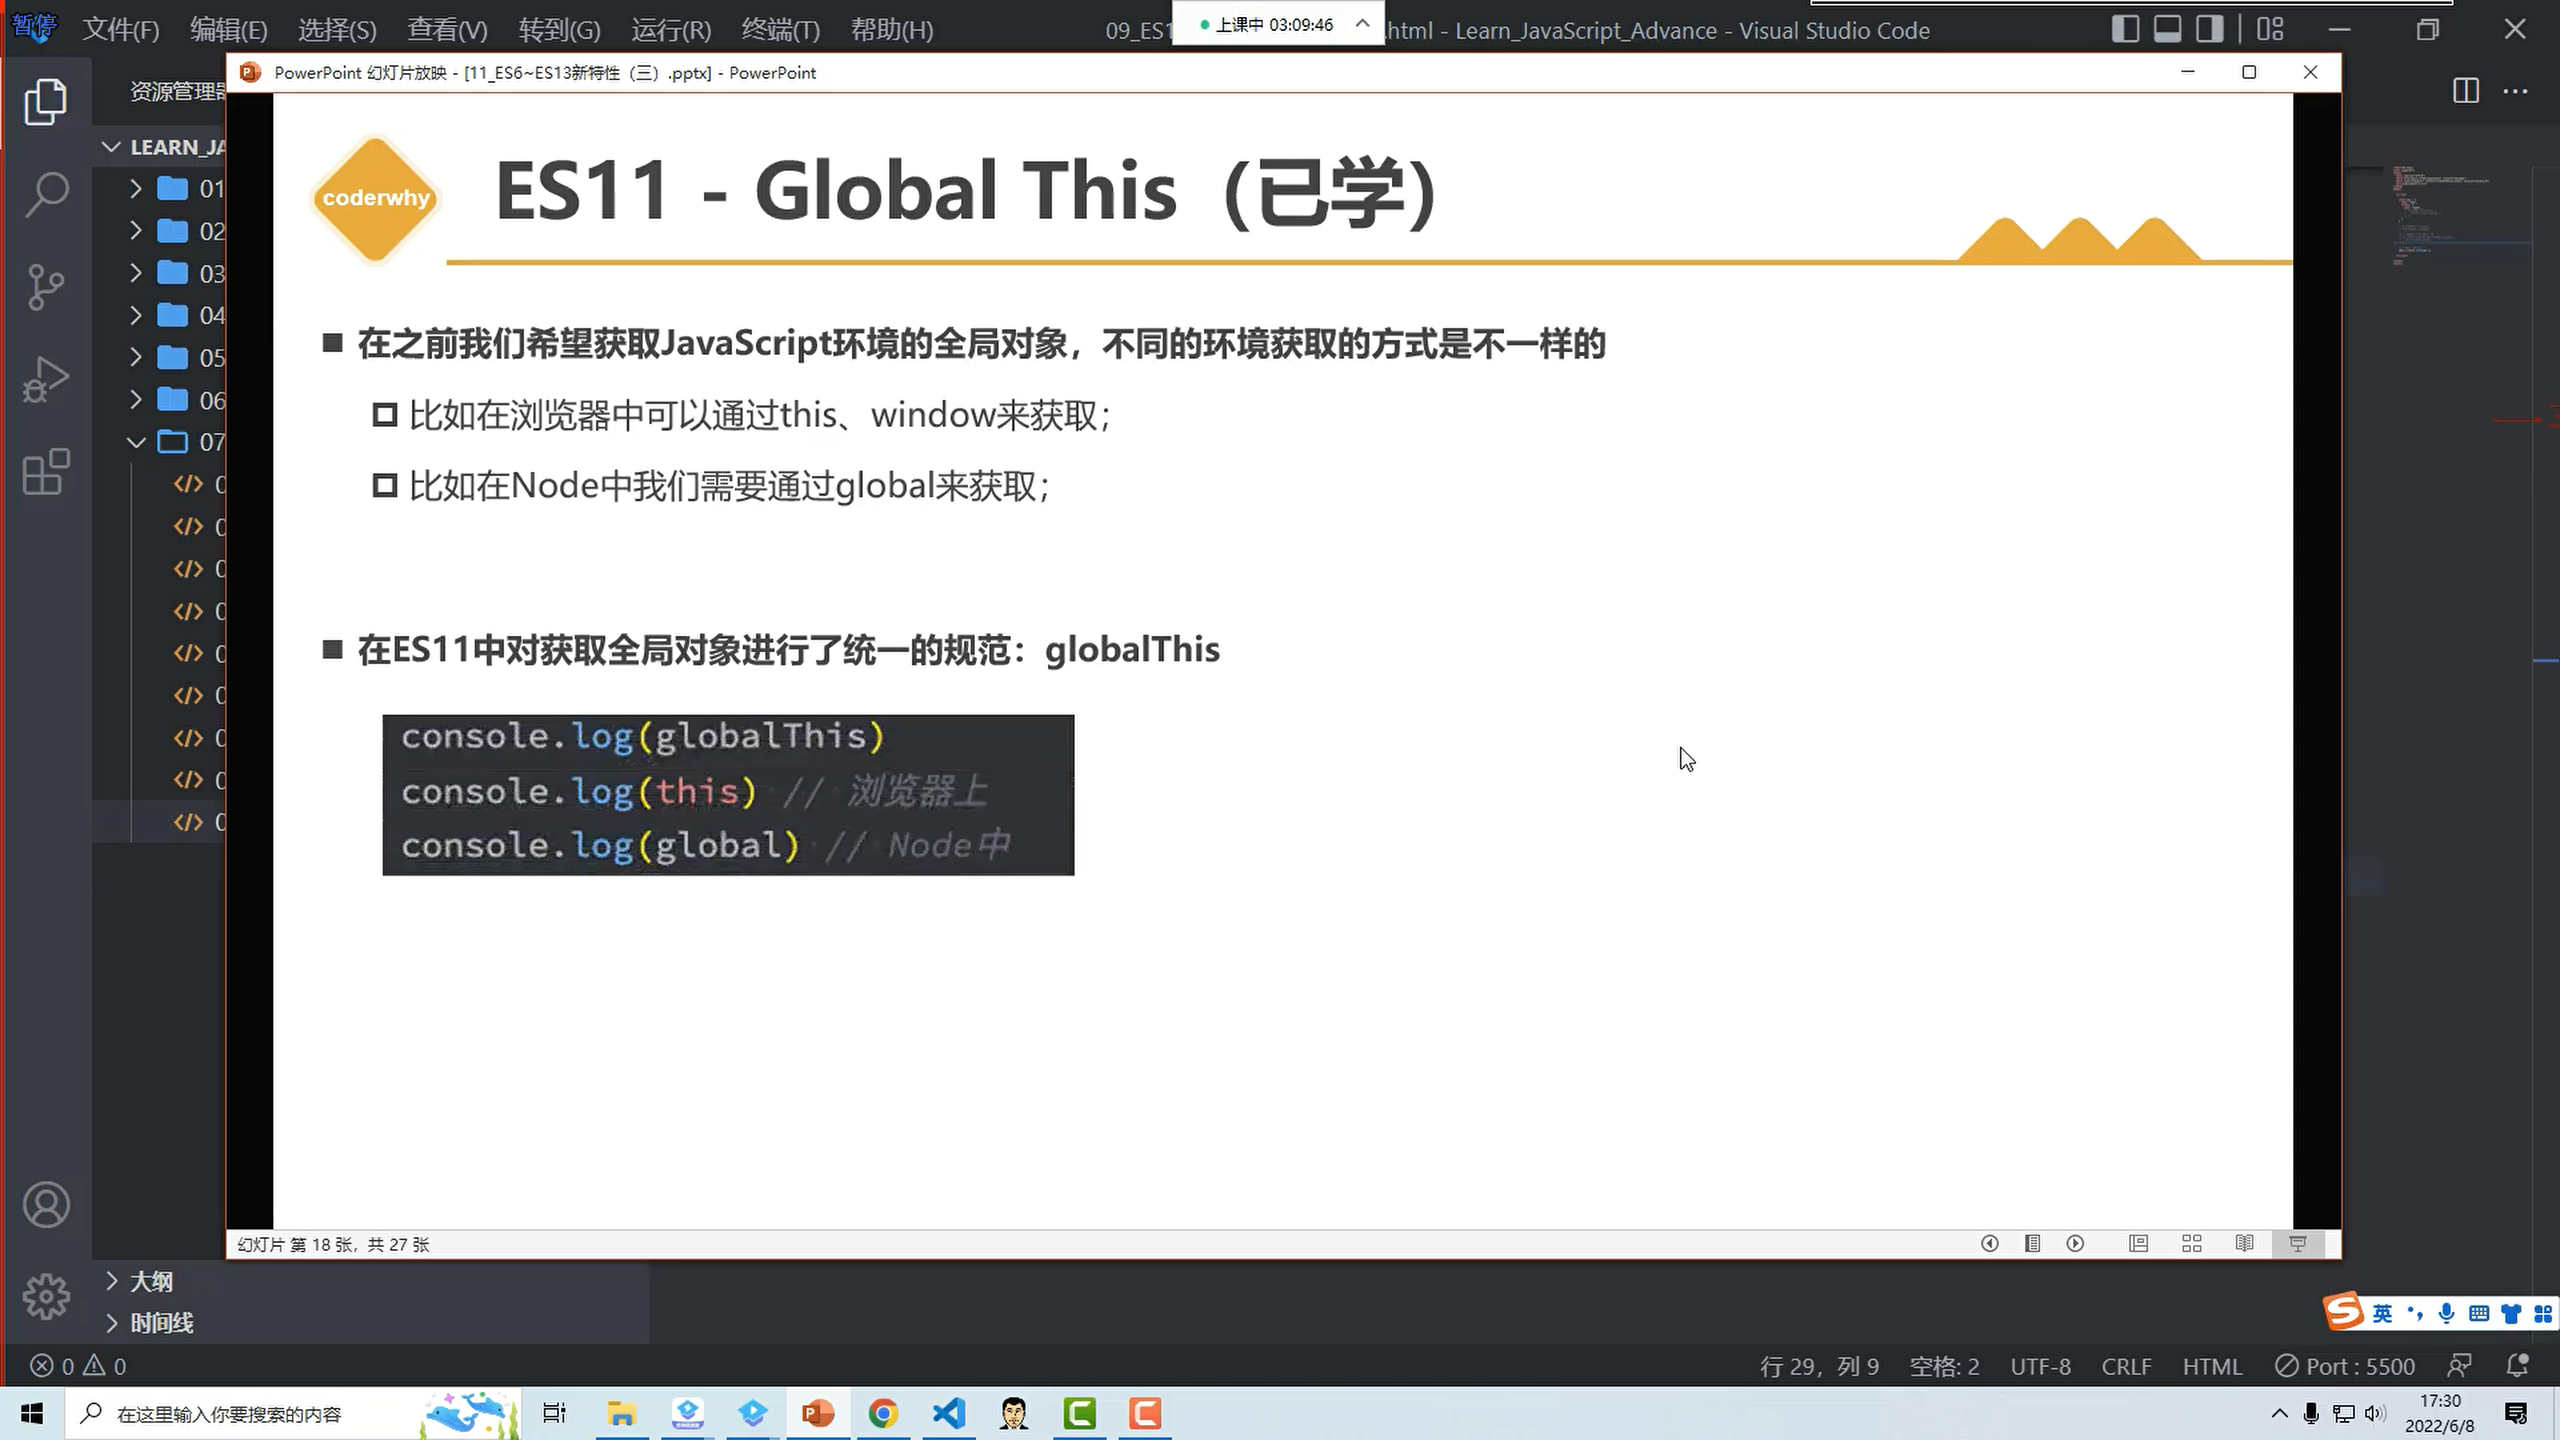 暂停
文件(F) 编辑(E) 选择(S) 查看(V) 转到(G) 运行(R) 终端(T) 帮助(H)
09_ES1
上课中 03:09:46
.html - Learn_JavaScript_Advance - Visual Studio Code
PowerPoint 幻灯片放映 - [11_ES6~ES13新特性（三）.pptx] - PowerPoint
资源管理器
LEARN_JA
01
02
03
04
05
06
07
0
0
0
0
0
0
0
0
0
coderwhy
ES11 - Global This（已学）
在之前我们希望获取JavaScript环境的全局对象，不同的环境获取的方式是不一样的
比如在浏览器中可以通过this、window来获取；
比如在Node中我们需要通过global来获取；
在ES11中对获取全局对象进行了统一的规范：globalThis
console.log(globalThis)
console.log(this) // 浏览器上
console.log(global) // Node中
幻灯片 第 18 张，共 27 张
大纲
时间线
英
0 0
行 29，列 9 空格: 2 UTF-8 CRLF HTML Port : 5500
在这里输入你要搜索的内容
17:30
2022/6/8